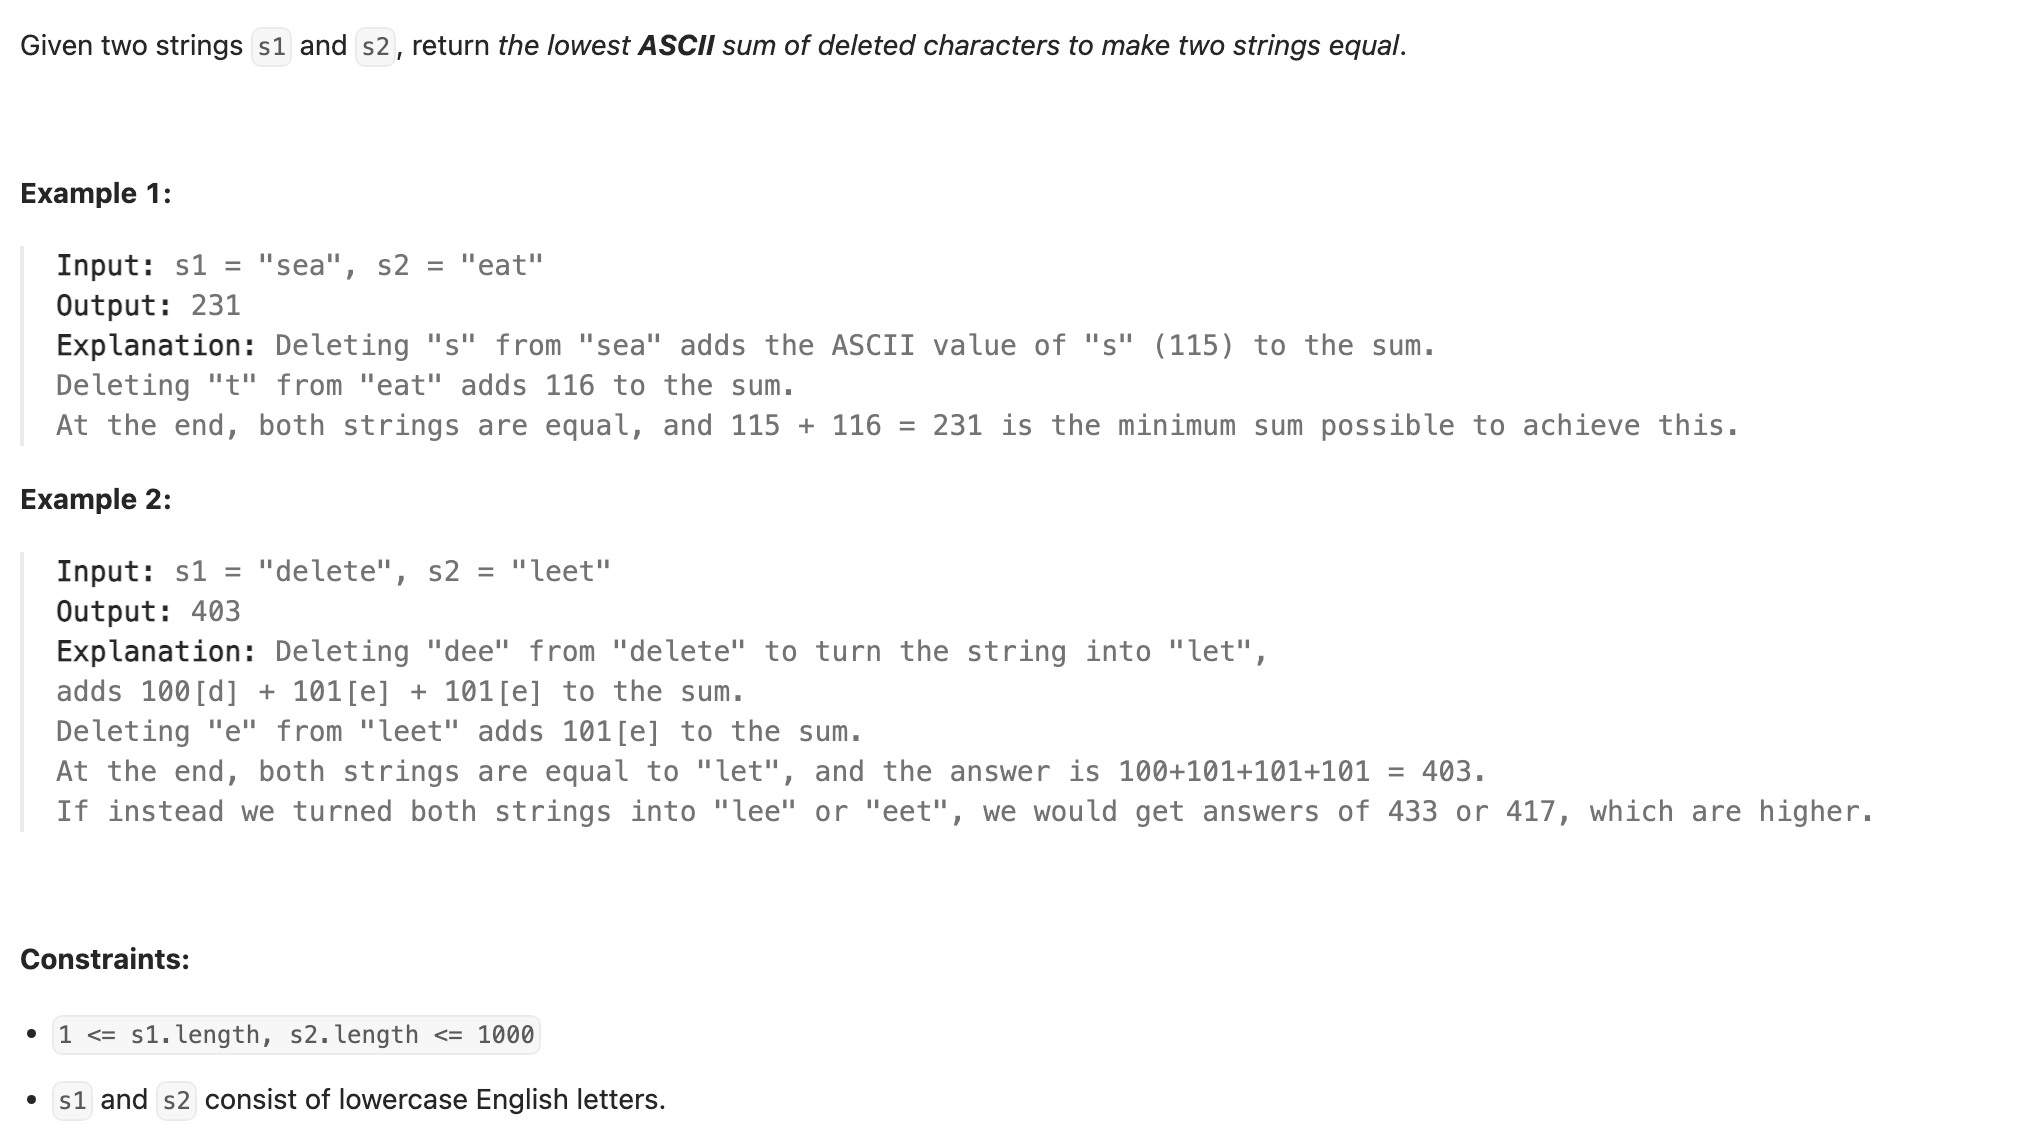 Given two strings s1 and s2, return the lowest ASCII sum of deleted characters to make two strings equal.
Example 1:
Input: s1 = "sea", s2 = "eat"
Output: 231
Explanation: Deleting "s" from "sea" adds the ASCII value of "s" (115) to the sum.
Deleting "t" from "eat" adds 116 to the sum.
At the end, both strings are equal, and 115 + 116 = 231 is the minimum sum possible to achieve this.
Example 2:
Input: s1 = "delete", s2 = "leet"
Output: 403
Explanation: Deleting "dee" from "delete" to turn the string into "let",
adds 100[d] + 101[e] + 101[e] to the sum.
Deleting "e" from "leet" adds 101[e] to the sum.
At the end, both strings are equal to "let", and the answer is 100+101+101+101 = 403.
If instead we turned both strings into "lee" or "eet", we would get answers of 433 or 417, which are higher.
Constraints:
• 1 <= s1.length, s2.length <= 1000
• s1 and s2 consist of lowercase English letters.